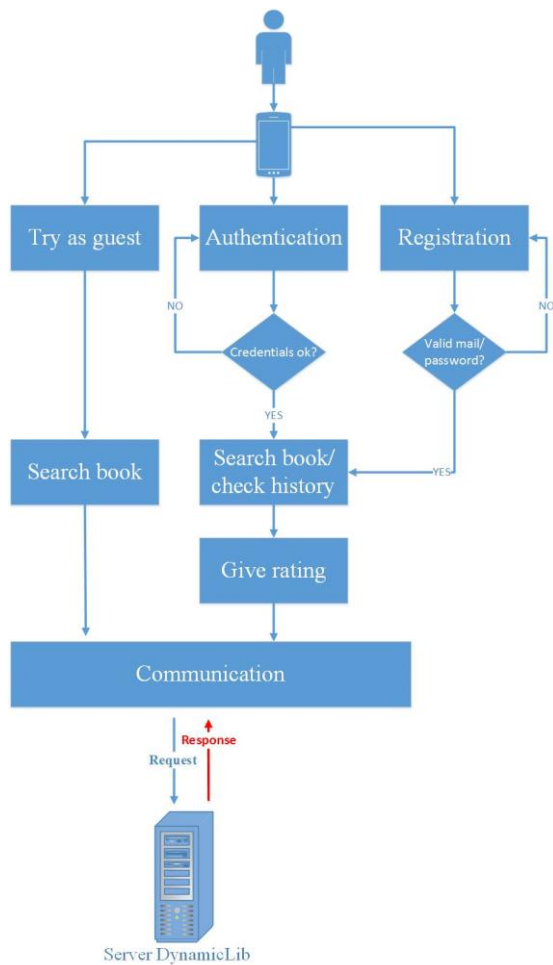 Try as guest
Authentication
Registration
NO
NO
Credentials ok?
Valid mail/
password?
YES
YES
Search book
Search book/
check history
Give rating
Communication
Response
Request
Server DynamicLib